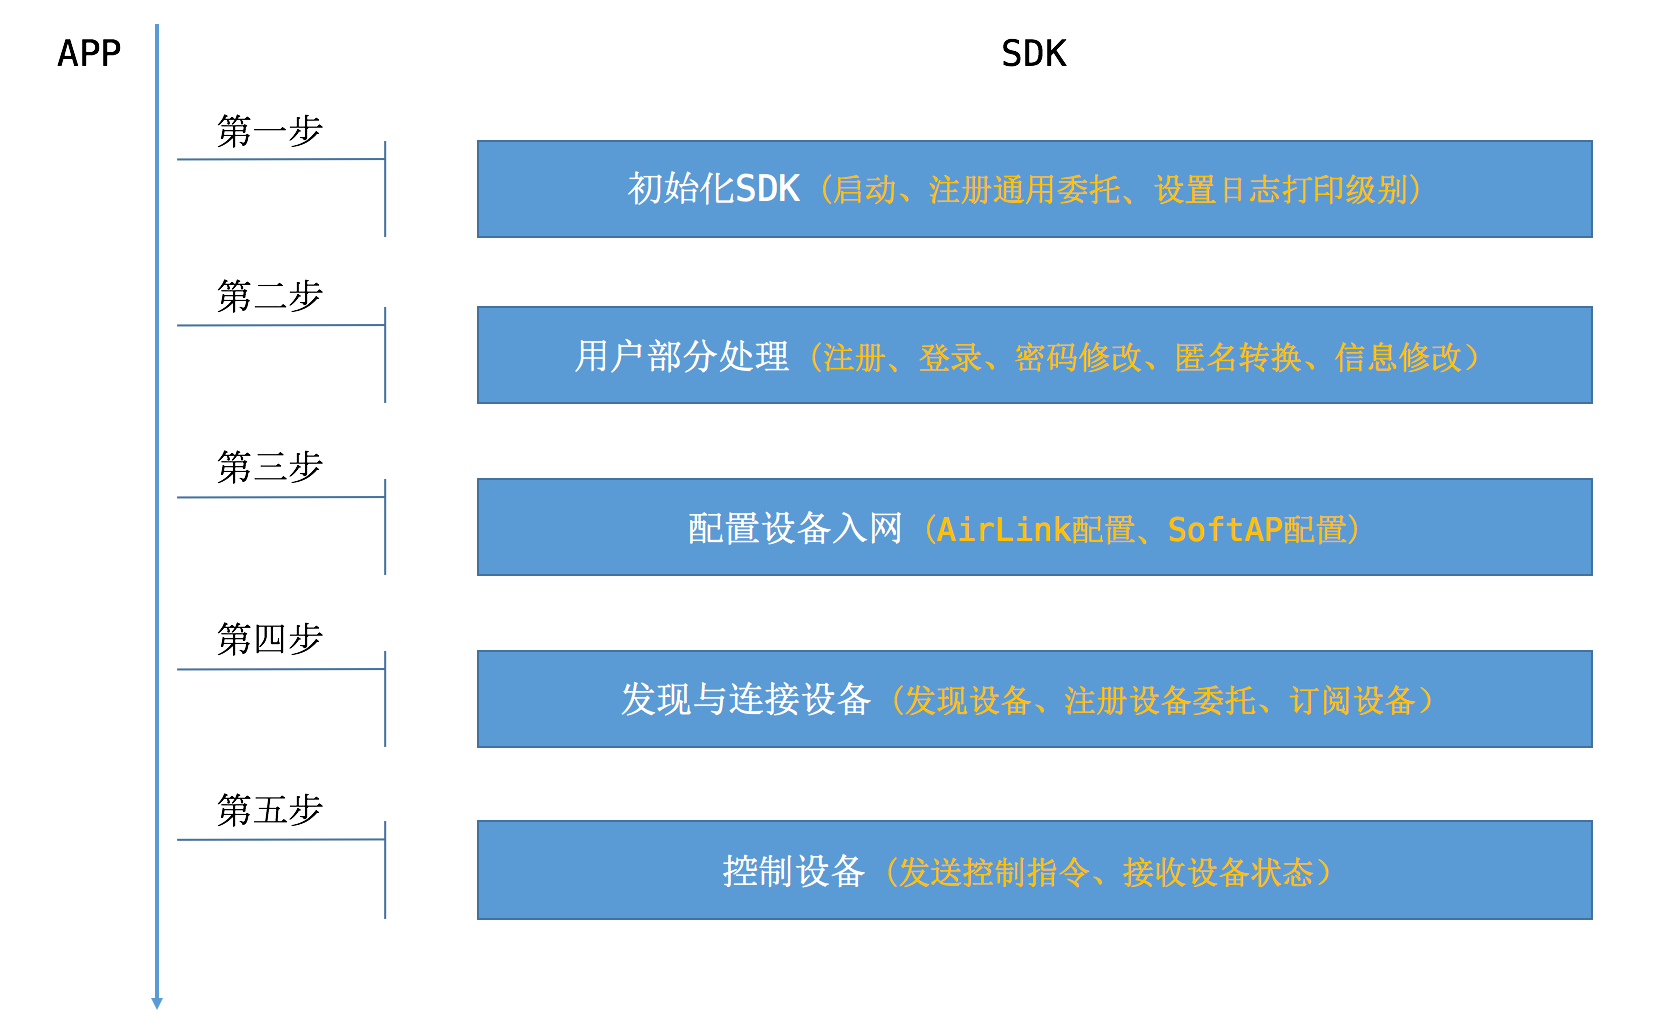 APP
SDK
第一步
初始化SDK（启动、注册通用委托、设置日志打印级别）
第二步
用户部分处理（注册、登录、密码修改、匿名转换、信息修改）
第三步
配置设备入网（AirLink配置、SoftAP配置）
第四步
发现与连接设备（发现设备、注册设备委托、订阅设备）
第五步
控制设备（发送控制指令、接收设备状态）